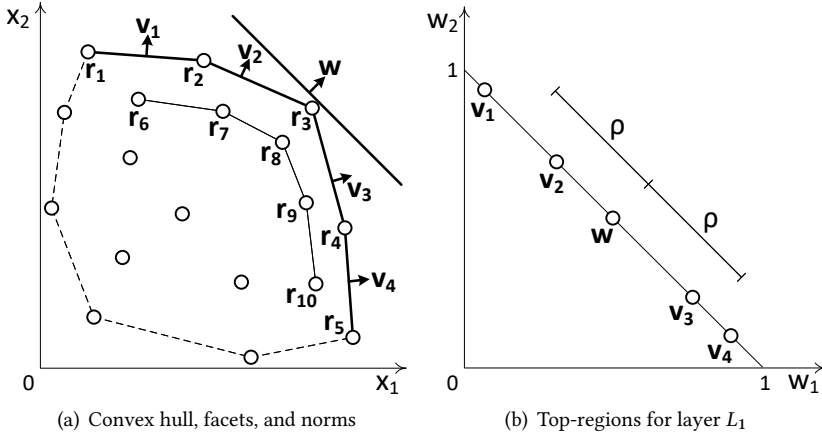 x₂
v₁
r₁
r₂
v₂
w
r₃
r₆
r₇
r₈
v₃
r₉
r₄
r₁₀
v₄
r₅
0
x₁
(a) Convex hull, facets, and norms
w₂
1
v₁
ρ
v₂
w
ρ
v₃
v₄
0
1
w₁
(b) Top-regions for layer L₁